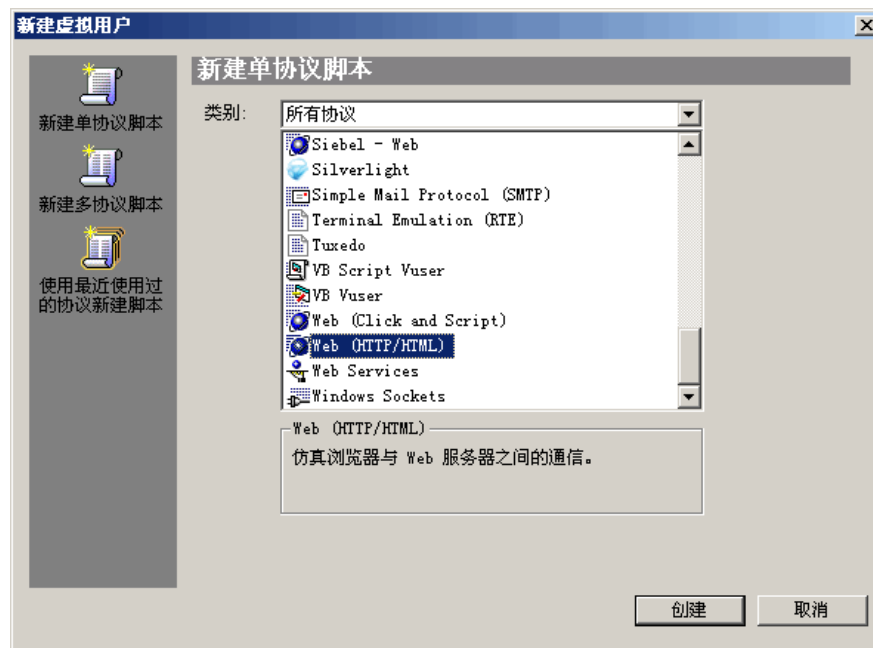 新建虚拟用户
新建单协议脚本
新建多协议脚本
使用最近使用过
的协议新建脚本
新建单协议脚本
类别:
所有协议
Siebel - Web
Silverlight
Simple Mail Protocol (SMTP)
Terminal Emulation (RTE)
Tuxedo
VB Script Vuser
VB Vuser
Web (Click and Script)
Web (HTTP/HTML)
Web Services
Windows Sockets
Web (HTTP/HTML)
仿真浏览器与 Web 服务器之间的通信。
创建
取消